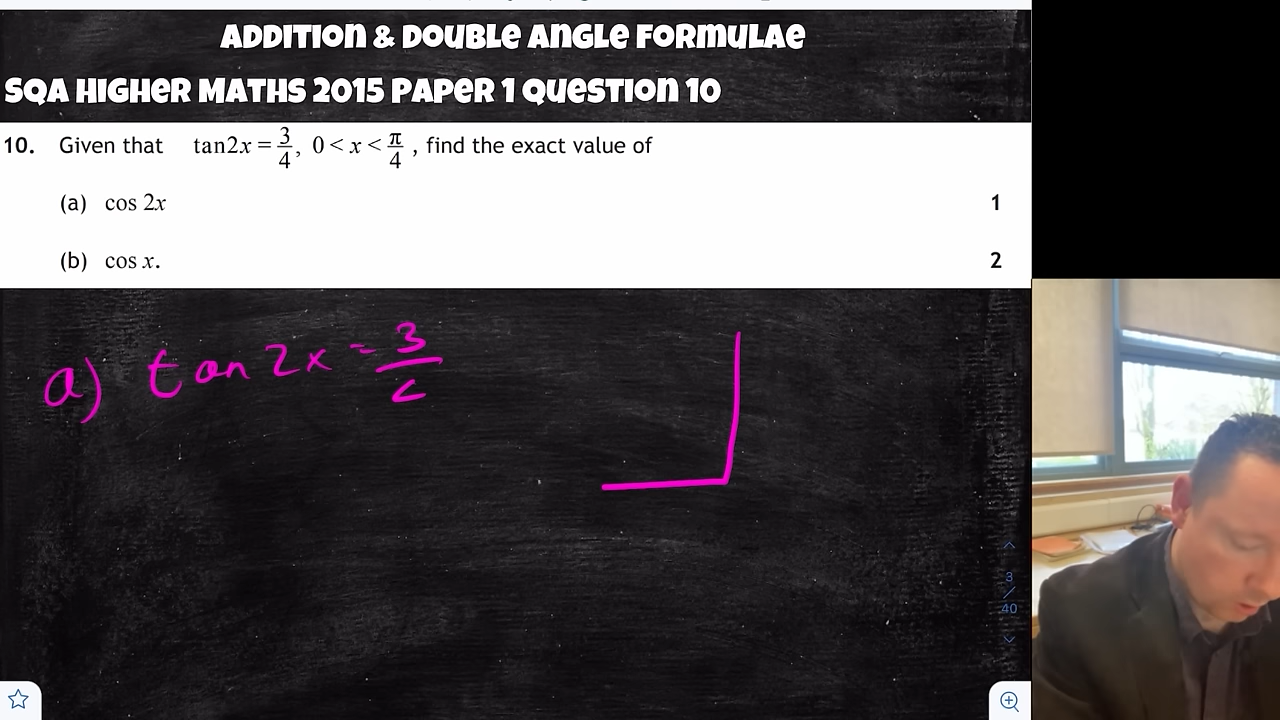 ADDITION & DOUBLE ANGLE FORMULAE
SQA HIGHER MATHS 2015 PAPER 1 QUESTION 10
10. Given that tan2x = 3/4, 0 < x < π/4, find the exact value of
(a) cos 2x 1
(b) cos x. 2
a) tan 2x = 3/
3
/
40